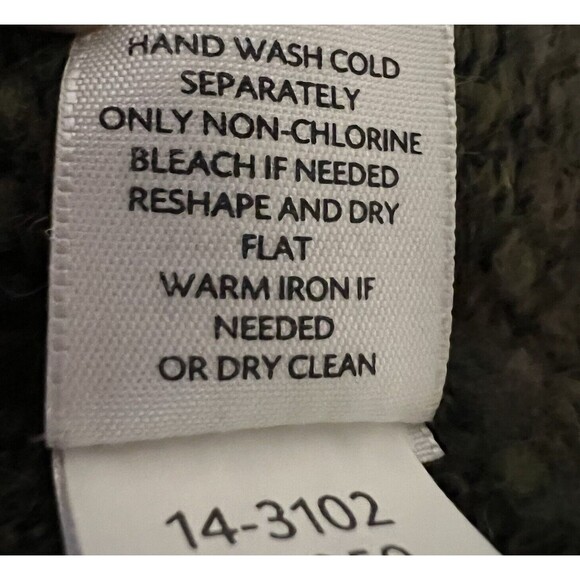 HAND WASH COLD
SEPARATELY
ONLY NON-CHLORINE
BLEACH IF NEEDED
RESHAPE AND DRY
FLAT
WARM IRON IF
NEEDED
OR DRY CLEAN
14-3102